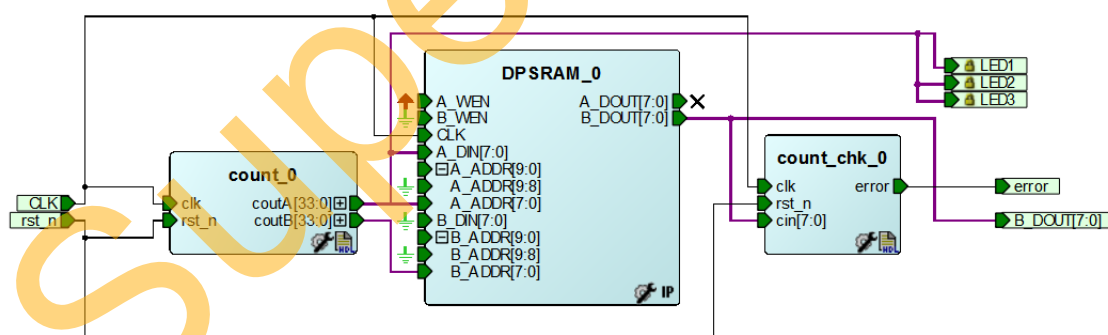 DPSRAM_0
A_WEN
B_WEN
CLK
A_DIN[7:0]
A_ADDR[9:0]
A_ADDR[9:8]
A_ADDR[7:0]
B_DIN[7:0]
B_ADDR[9:0]
B_ADDR[9:8]
B_ADDR[7:0]
A_DOUT[7:0]
B_DOUT[7:0]
IP
LED1
LED2
LED3
CLK
rst_n
count_0
clk
rst_n
coutA[33:0]
coutB[33:0]
HDL
count_chk_0
clk
rst_n
cin[7:0]
error
HDL
error
B_DOUT[7:0]
Supe